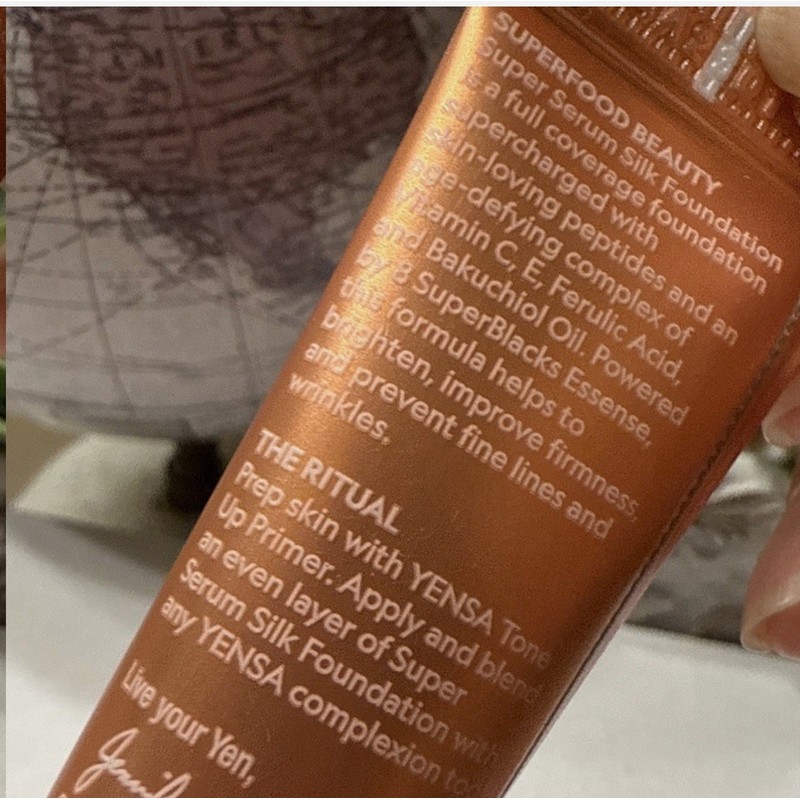 SUPERFOOD BEAUTY
Super Serum Silk Foundation
is a full coverage foundation
supercharged with
skin-loving peptides and an
age-defying complex of
Vitamin C, E, Ferulic Acid,
and Bakuchiol Oil. Powered
by 8 SuperBlacks Essense,
this formula helps to
brighten, improve firmness,
and prevent fine lines and
wrinkles.
THE RITUAL
Prep skin with YENSA Tone
Up Primer. Apply and blend
an even layer of Super
Serum Silk Foundation with
any YENSA complexion
Live your Yen,